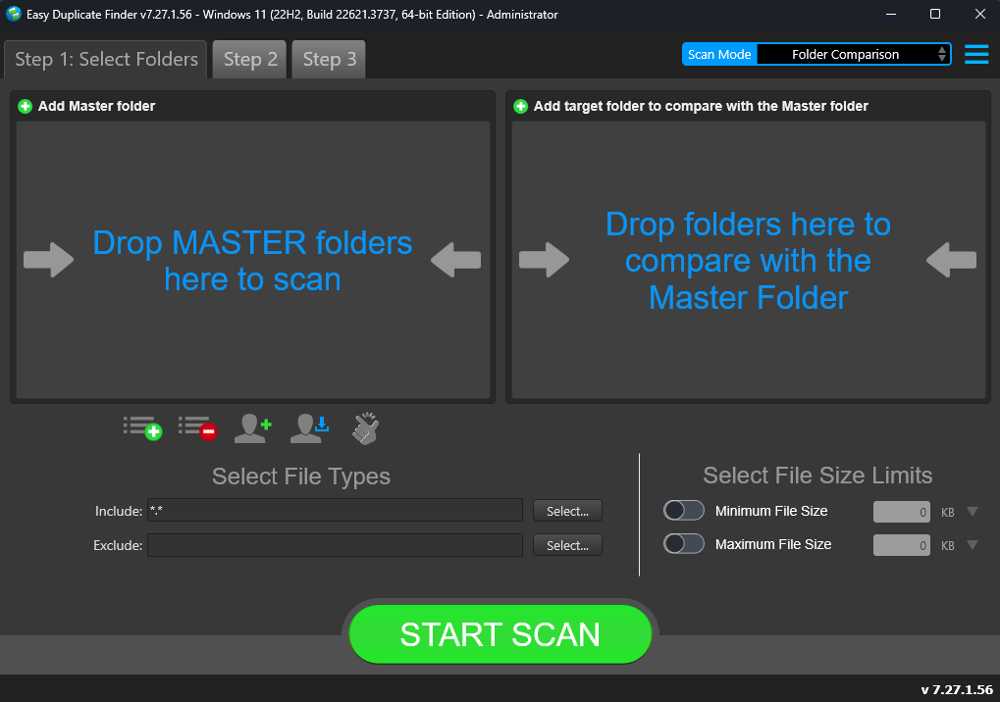 Easy Duplicate Finder v7.27.1.56 - Windows 11 (22H2, Build 22621.3737, 64-bit Edition) - Administrator
Step 1: Select Folders
Step 2
Step 3
Scan Mode
Folder Comparison
Add Master folder
Add target folder to compare with the Master folder
Drop MASTER folders
here to scan
Drop folders here to
compare with the
Master Folder
Select File Types
Include:
*.*
Select...
Exclude:
Select...
Select File Size Limits
Minimum File Size
0
KB
Maximum File Size
0
KB
START SCAN
v 7.27.1.56